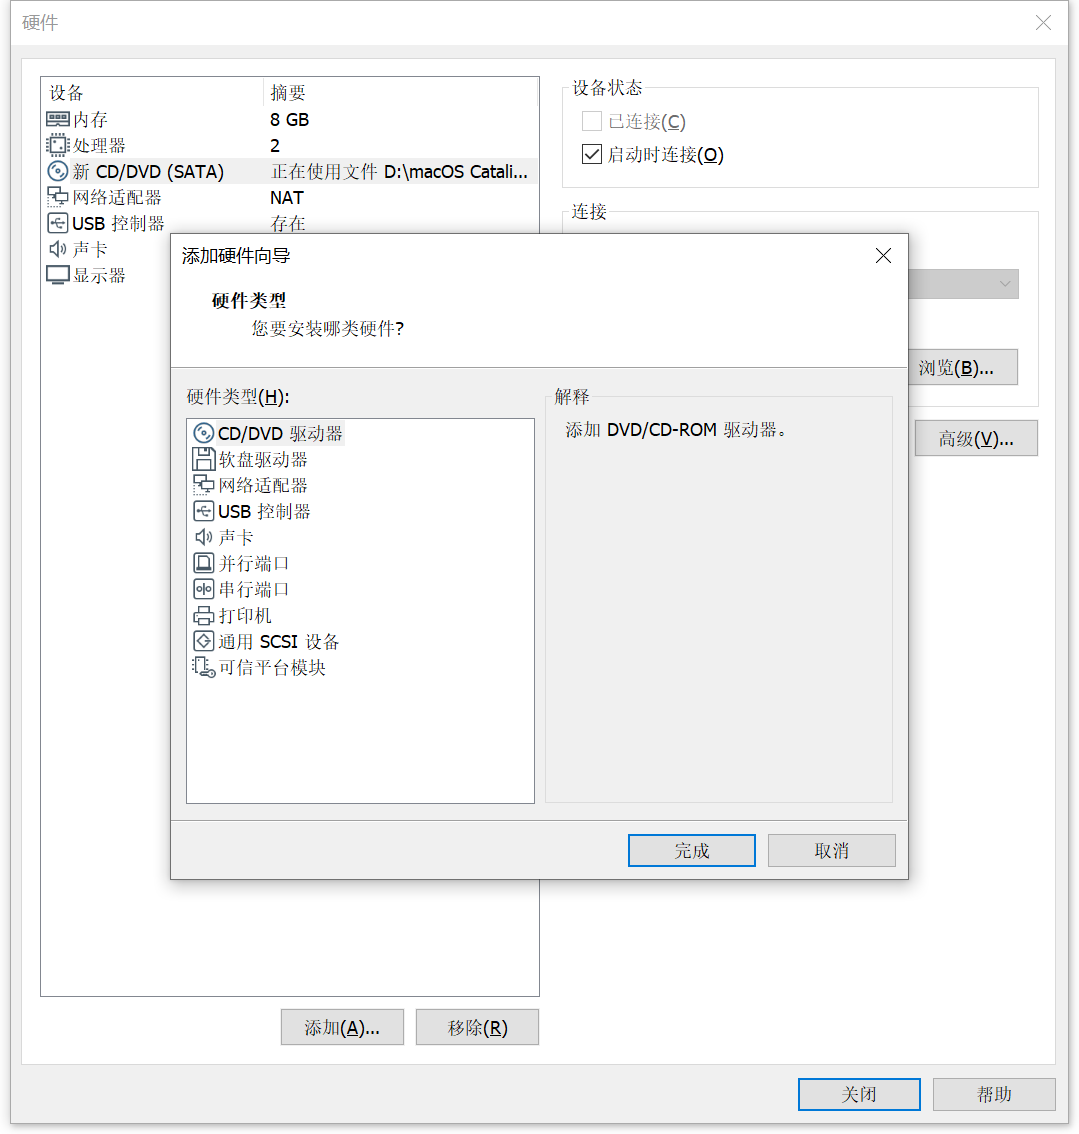 硬件
设备 摘要
内存 8 GB
处理器 2
新 CD/DVD (SATA) 正在使用文件 D:\macOS Catali...
网络适配器 NAT
USB 控制器 存在
声卡
显示器
设备状态
已连接(C)
启动时连接(O)
连接
浏览(B)...
高级(V)...
添加硬件向导
硬件类型
您要安装哪类硬件?
硬件类型(H):
CD/DVD 驱动器
软盘驱动器
网络适配器
USB 控制器
声卡
并行端口
串行端口
打印机
通用 SCSI 设备
可信平台模块
解释
添加 DVD/CD-ROM 驱动器。
完成 取消
添加(A)... 移除(R)
关闭 帮助